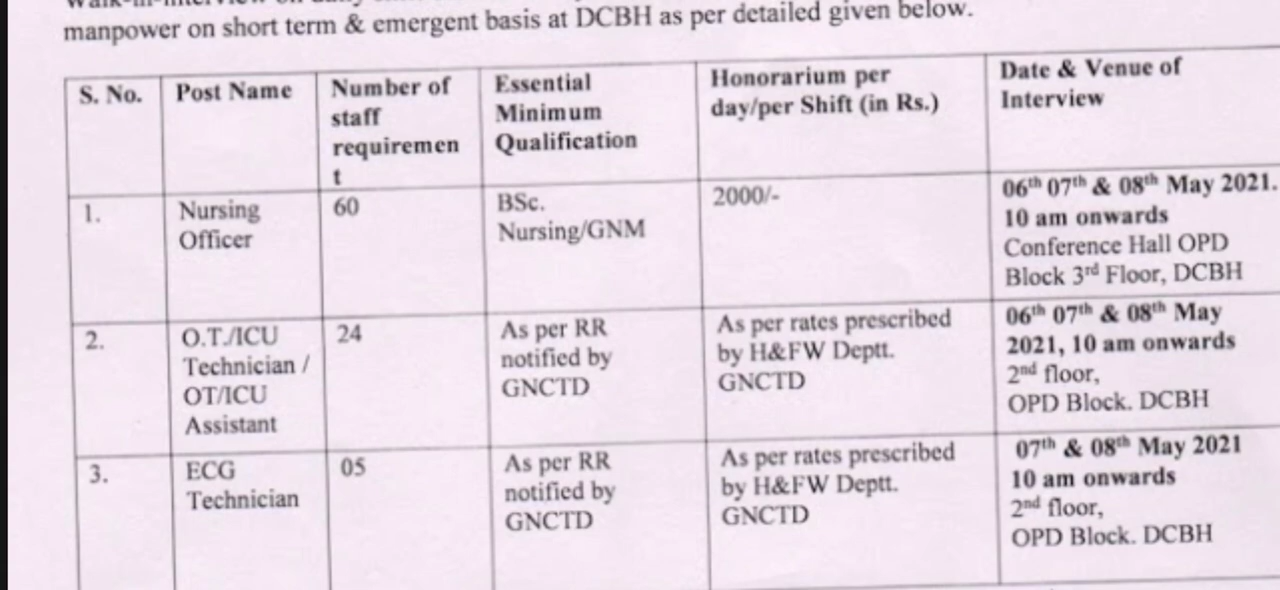 manpower on short term & emergent basis at DCBH as per detailed given below.
S. No.
Post Name
Number of
staff
requiremen
t
Essential
Minimum
Qualification
Honorarium per
day/per Shift (in Rs.)
Date & Venue of
Interview
1.
Nursing
Officer
60
BSc.
Nursing/GNM
2000/-
06th 07th & 08th May 2021.
10 am onwards
Conference Hall OPD
Block 3rd Floor, DCBH
2.
O.T./ICU
Technician /
OT/ICU
Assistant
24
As per RR
notified by
GNCTD
As per rates prescribed
by H&FW Deptt.
GNCTD
06th 07th & 08th May
2021, 10 am onwards
2nd floor,
OPD Block. DCBH
3.
ECG
Technician
05
As per RR
notified by
GNCTD
As per rates prescribed
by H&FW Deptt.
GNCTD
07th & 08th May 2021
10 am onwards
2nd floor,
OPD Block. DCBH